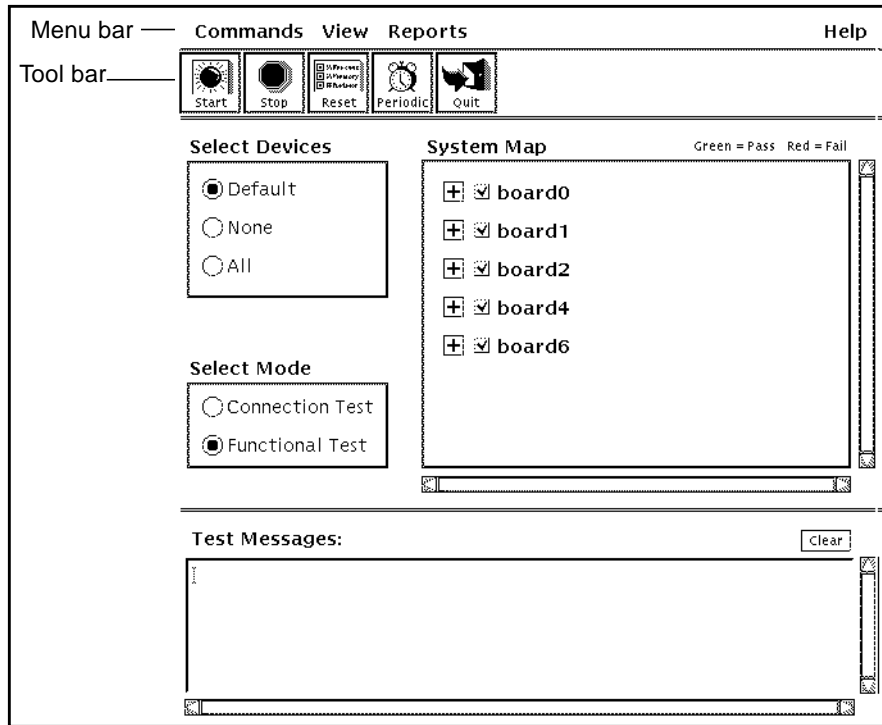 Menu bar
Commands View Reports Help
Tool bar
Start Stop Reset Periodic Quit
Select Devices
Default
None
All
Select Mode
Connection Test
Functional Test
System Map Green = Pass Red = Fail
board0
board1
board2
board4
board6
Test Messages: Clear